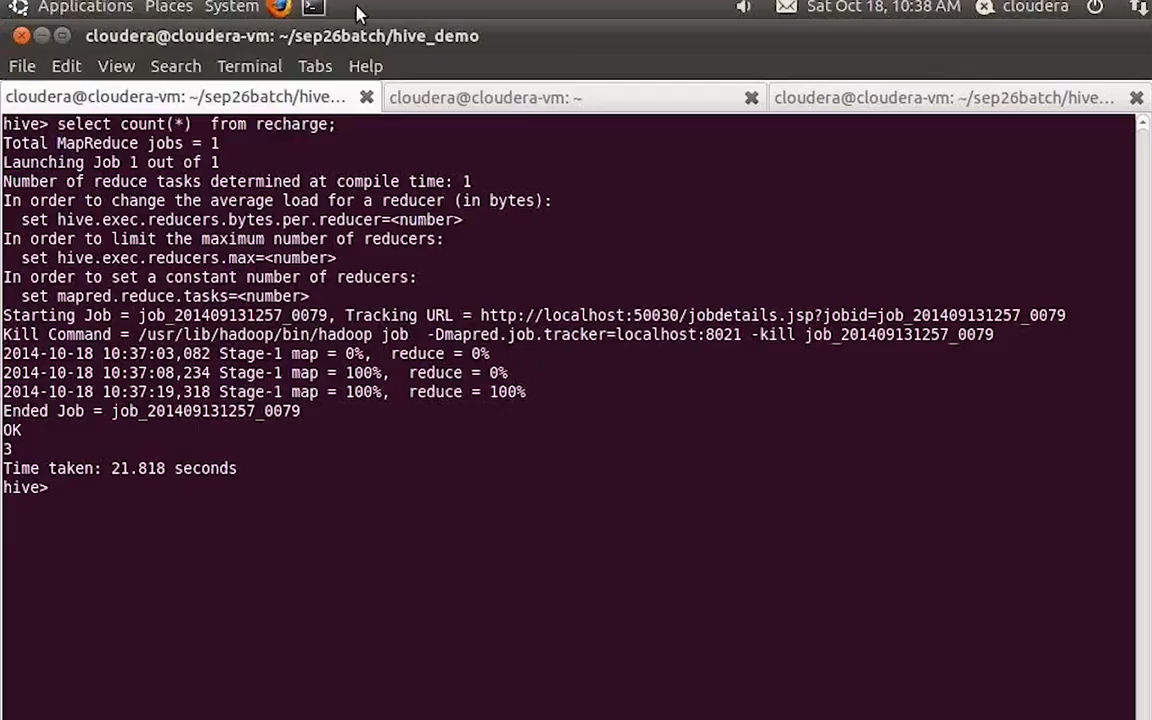 Applications Places System Sat Oct 18, 10:38 AM cloudera
cloudera@cloudera-vm: ~/sep26batch/hive_demo
File Edit View Search Terminal Tabs Help
cloudera@cloudera-vm: ~/sep26batch/hive... cloudera@cloudera-vm: ~ cloudera@cloudera-vm: ~/sep26batch/hive...
hive> select count(*)  from recharge;
Total MapReduce jobs = 1
Launching Job 1 out of 1
Number of reduce tasks determined at compile time: 1
In order to change the average load for a reducer (in bytes):
  set hive.exec.reducers.bytes.per.reducer=<number>
In order to limit the maximum number of reducers:
  set hive.exec.reducers.max=<number>
In order to set a constant number of reducers:
  set mapred.reduce.tasks=<number>
Starting Job = job_201409131257_0079, Tracking URL = http://localhost:50030/jobdetails.jsp?jobid=job_201409131257_0079
Kill Command = /usr/lib/hadoop/bin/hadoop job  -Dmapred.job.tracker=localhost:8021 -kill job_201409131257_0079
2014-10-18 10:37:03,082 Stage-1 map = 0%,  reduce = 0%
2014-10-18 10:37:08,234 Stage-1 map = 100%,  reduce = 0%
2014-10-18 10:37:19,318 Stage-1 map = 100%,  reduce = 100%
Ended Job = job_201409131257_0079
OK
3
Time taken: 21.818 seconds
hive>